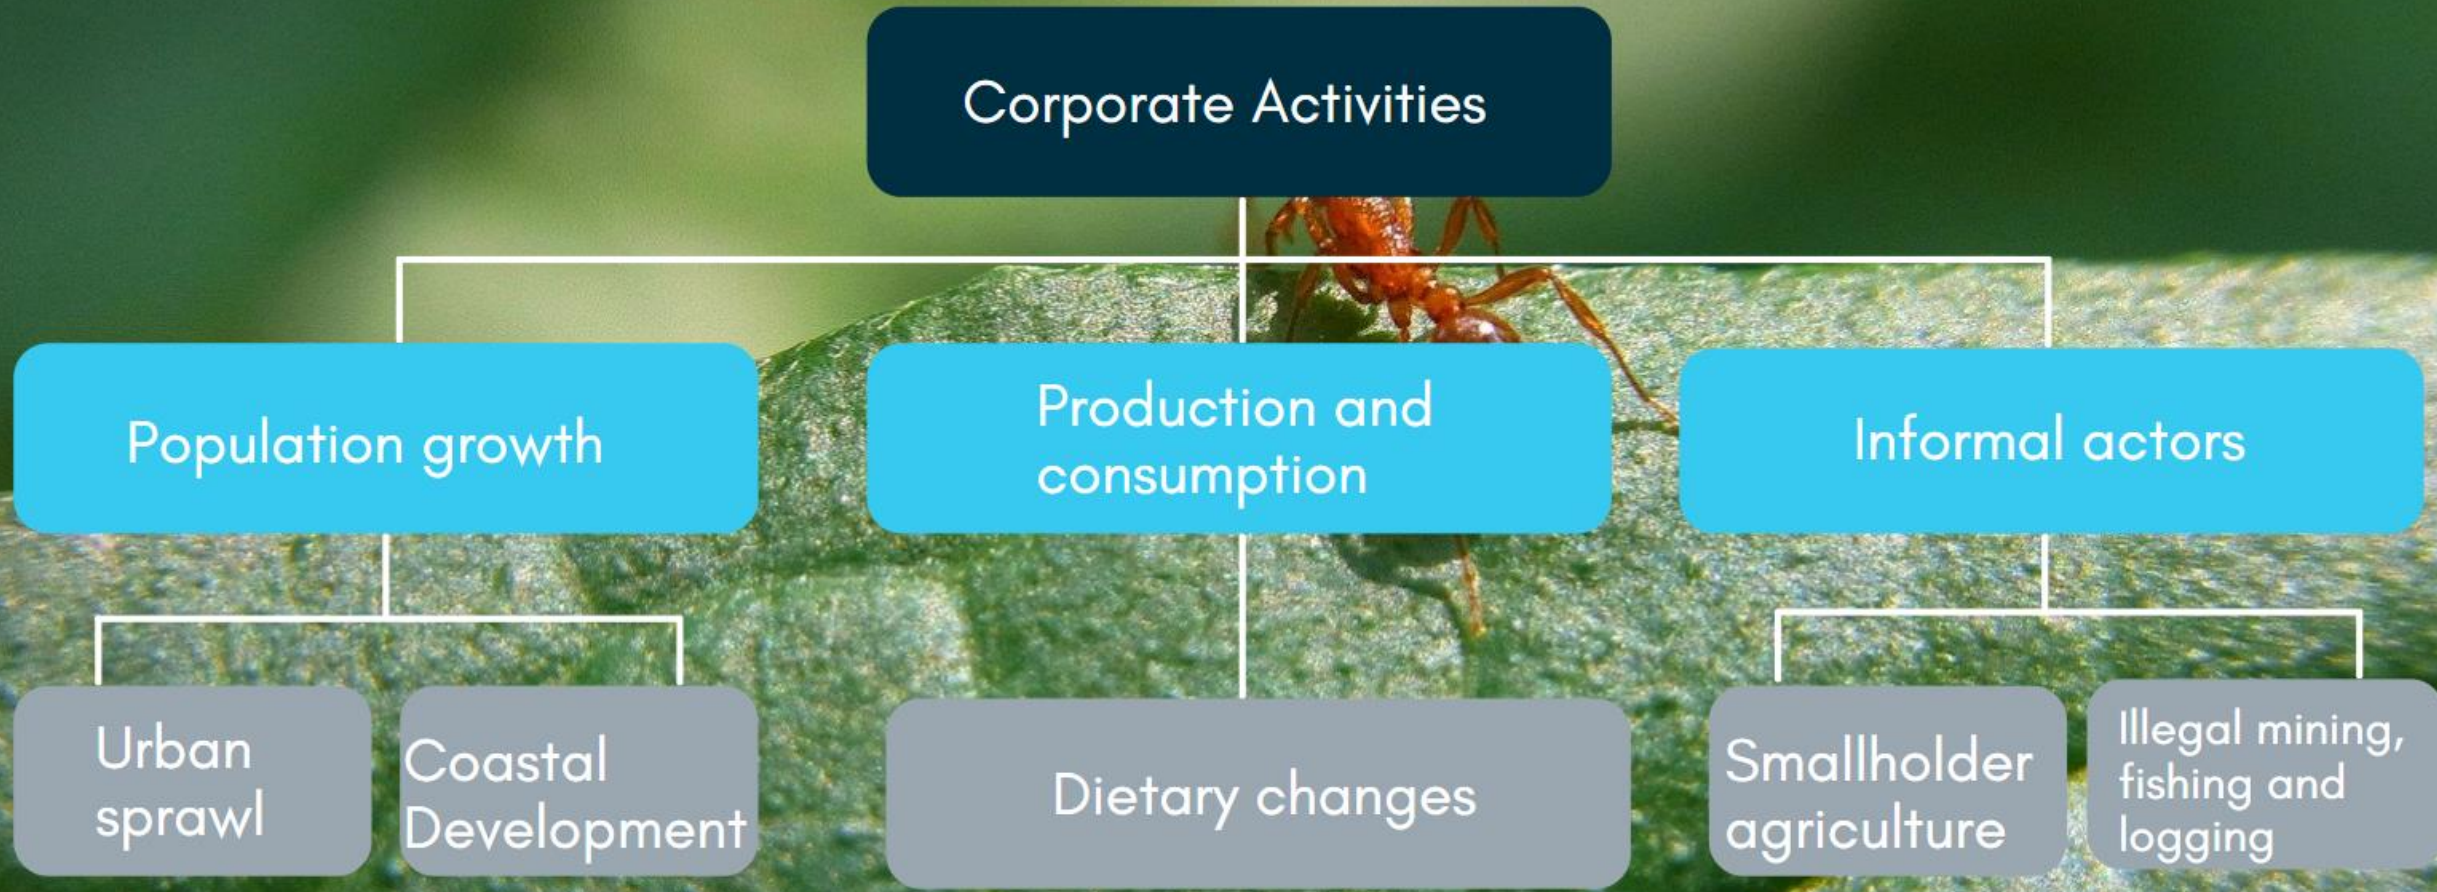 Corporate Activities
Population growth
Production and
consumption
Informal actors
Urban
sprawl
Coastal
Development
Dietary changes
Smallholder
agriculture
Illegal mining,
fishing and
logging